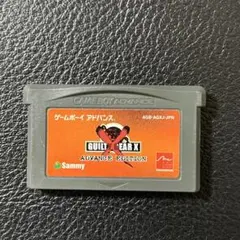 GAME BOY ADVANCE
ゲームボーイアドバンス
AGB-AGXJ-JPN
GUILTY GEAR X
ADVANCE EDITION
Sammy